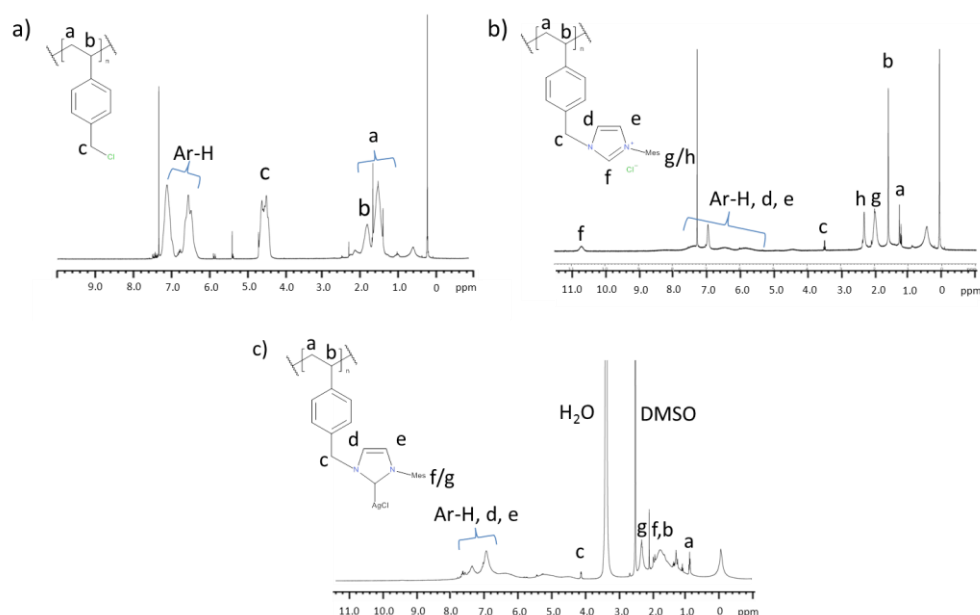 a)
a
b
n
c
Cl
Ar-H
c
b
a
9.0 8.0 7.0 6.0 5.0 4.0 3.0 2.0 1.0 0 ppm
b)
a
b
n
d
e
c
N
N+
Mes
g/h
f
Cl⁻
f
Ar-H, d, e
c
h
g
b
a
11.0 10.0 9.0 8.0 7.0 6.0 5.0 4.0 3.0 2.0 1.0 0 ppm
c)
a
b
n
d
e
c
N
N
Mes
f/g
AgCl
Ar-H, d, e
c
H₂O
DMSO
g
f,b
a
11.0 10.0 9.0 8.0 7.0 6.0 5.0 4.0 3.0 2.0 1.0 0 ppm